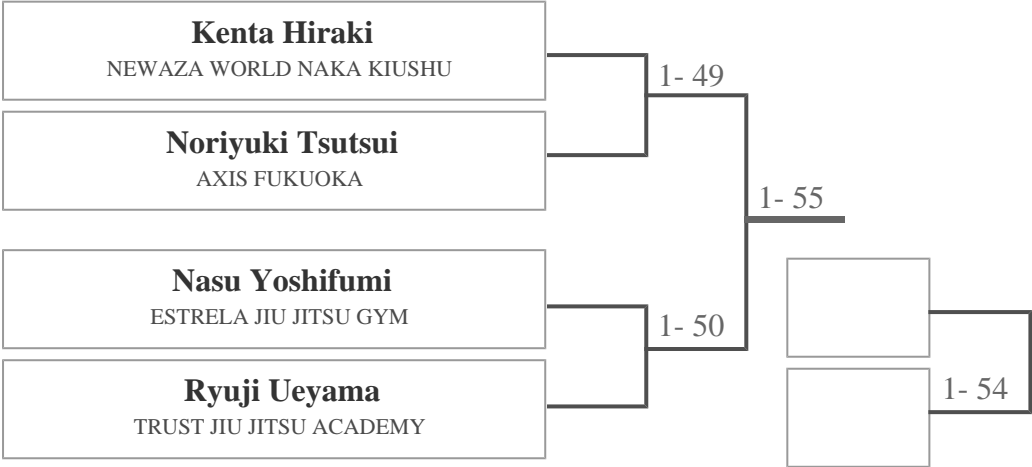 Kenta Hiraki
NEWAZA WORLD NAKA KIUSHU
1- 49
Noriyuki Tsutsui
AXIS FUKUOKA
1- 55
Nasu Yoshifumi
ESTRELA JIU JITSU GYM
1- 50
Ryuji Ueyama
TRUST JIU JITSU ACADEMY
1- 54